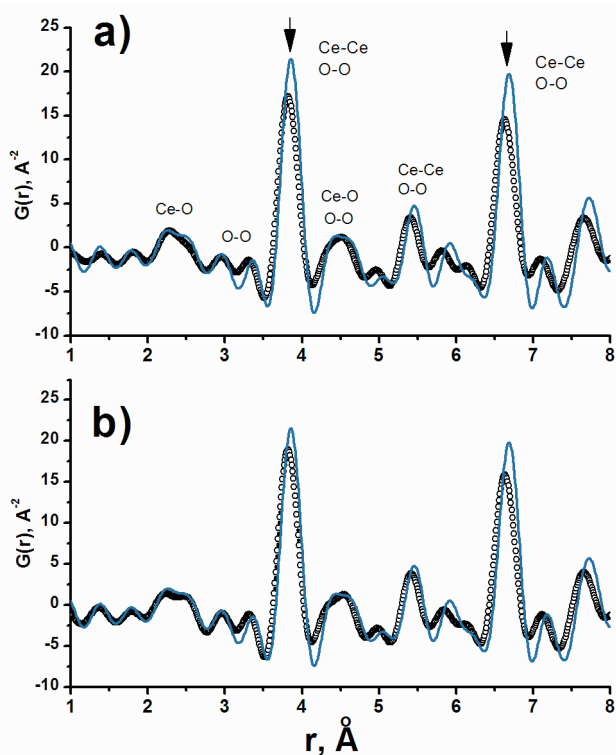 a)
Ce-Ce
O-O
Ce-Ce
O-O
Ce-Ce
O-O
Ce-O
O-O
Ce-O
O-O
G(r), A⁻²
25
20
15
10
5
0
-5
-10
1 2 3 4 5 6 7 8
b)
G(r), A⁻²
25
20
15
10
5
0
-5
-10
1 2 3 4 5 6 7 8
r, Å